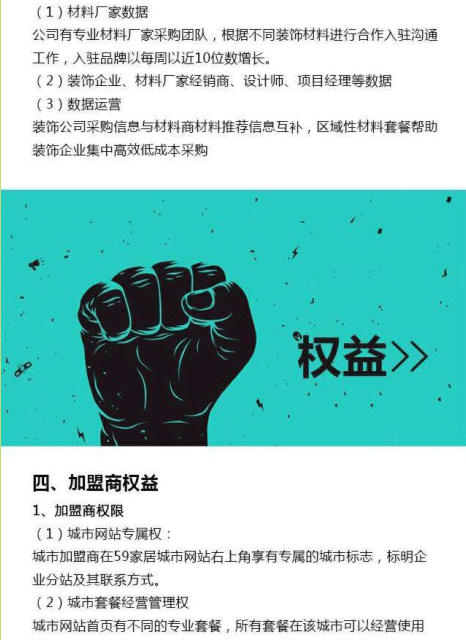 （1）材料厂家数据
公司有专业材料厂家采购团队，根据不同装饰材料进行合作入驻沟通
工作，入驻品牌以每周以近10位数增长。
（2）装饰企业、材料厂家经销商、设计师、项目经理等数据
（3）数据运营
装饰公司采购信息与材料商材料推荐信息互补，区域性材料套餐帮助
装饰企业集中高效低成本采购
权益>>
四、加盟商权益
1、加盟商权限
（1）城市网站专属权：
城市加盟商在59家居城市网站右上角享有专属的城市标志，标明企
业分站及其联系方式。
（2）城市套餐经营管理权
城市网站首页有不同的专业套餐，所有套餐在该城市可以经营使用